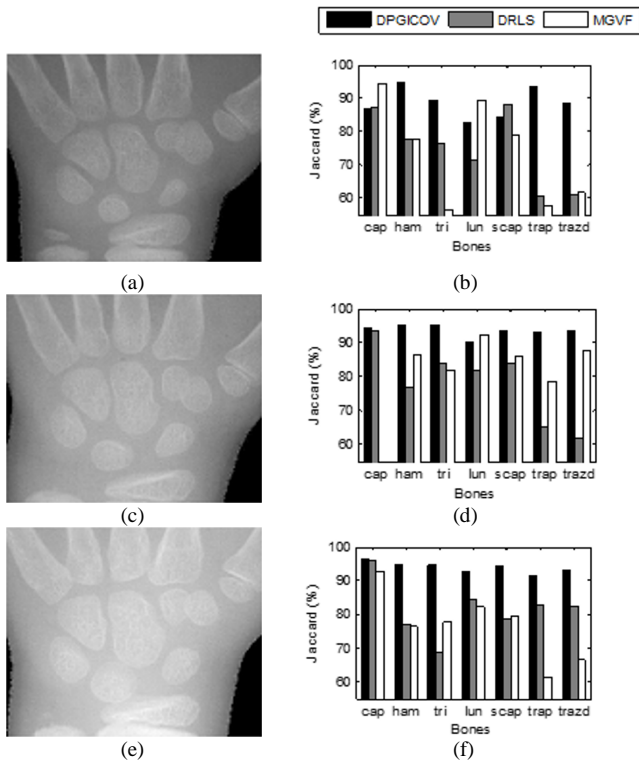 DPGICOV DRLS MGVF
100
90
80
70
60
Jaccard (%)
cap ham tri lun scap trap trazd
Bones
(a) (b)
100
90
80
70
60
Jaccard (%)
cap ham tri lun scap trap trazd
Bones
(c) (d)
100
90
80
70
60
Jaccard (%)
cap ham tri lun scap trap trazd
Bones
(e) (f)